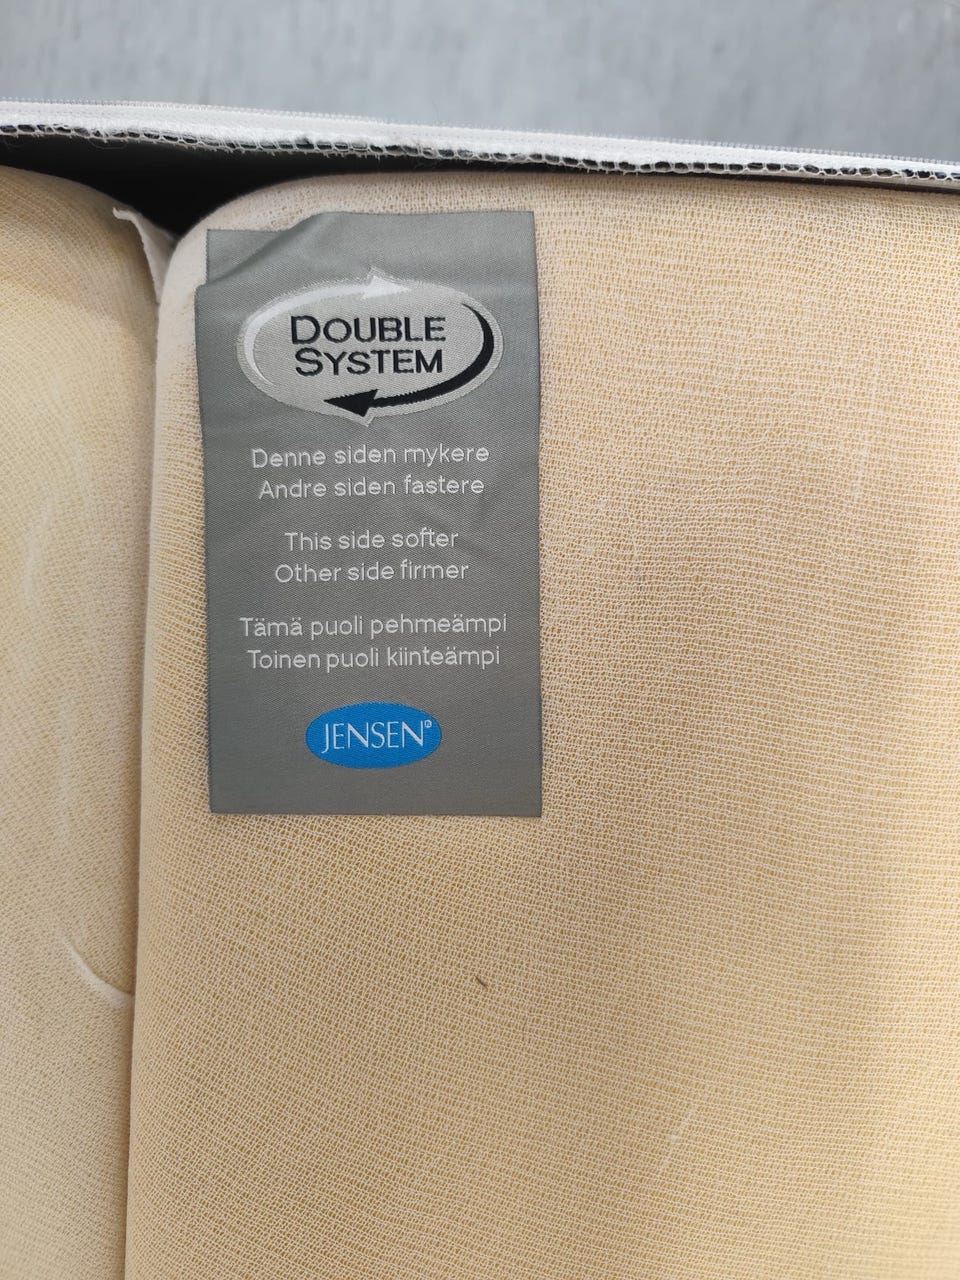 DOUBLE
SYSTEM
Denne siden mykere
Andre siden fastere
This side softer
Other side firmer
Tämä puoli pehmeämpi
Toinen puoli kiinteämpi
JENSEN®